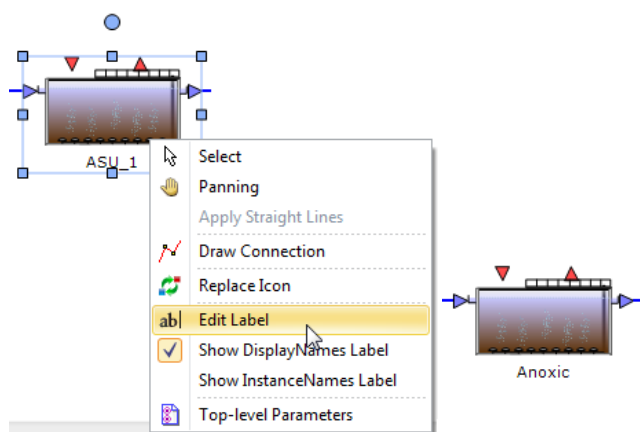 ASU_1
Select
Panning
Apply Straight Lines
Draw Connection
Replace Icon
ab Edit Label
Show DisplayNames Label
Show InstanceNames Label
Top-level Parameters
Anoxic